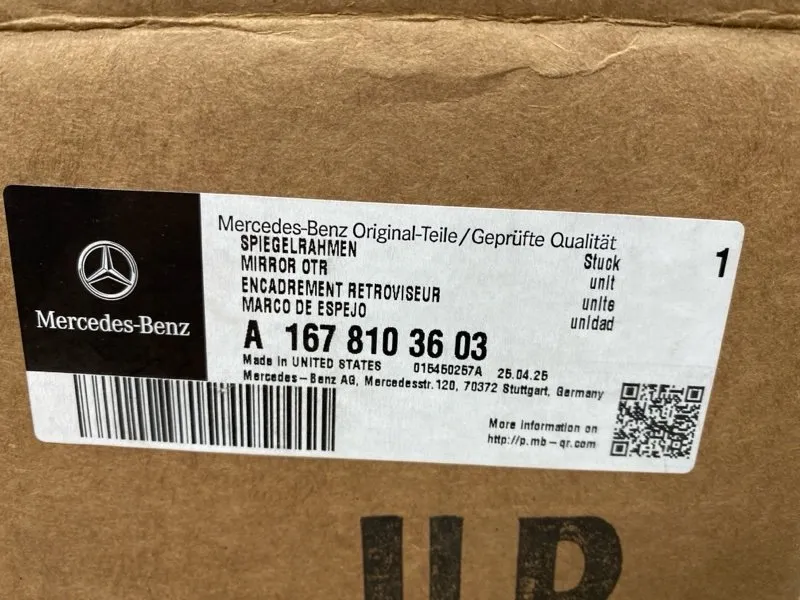 Mercedes-Benz
Mercedes-Benz Original-Teile/Geprüfte Qualität
SPIEGELRAHMEN Stuck 1
MIRROR OTR unit
ENCADREMENT RETROVISEUR unite
MARCO DE ESPEJO unidad
A 167 810 36 03
Made in UNITED STATES 015450257A 25.04.25
Mercedes-Benz AG, Mercedesstr.120, 70372 Stuttgart, Germany
More information on
http://p.mb-qr.com